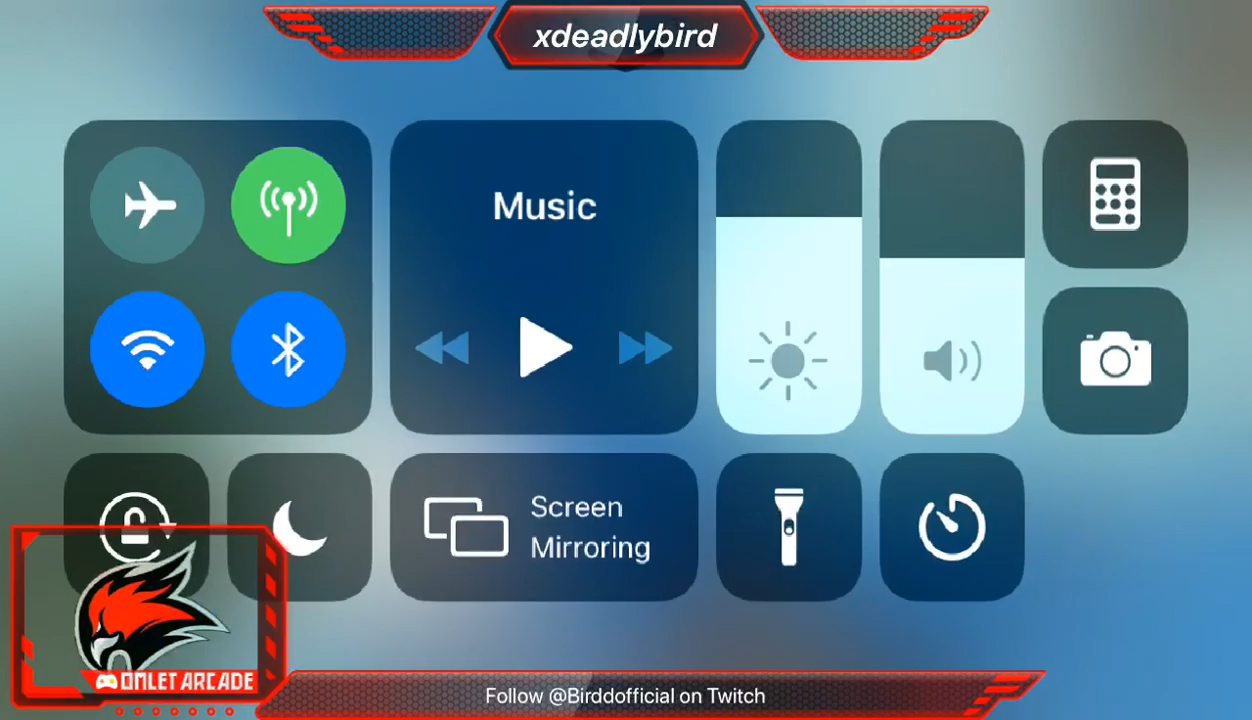 xdeadlybird
Music
Screen
Mirroring
OMLET ARCADE
Follow @Birddofficial on Twitch